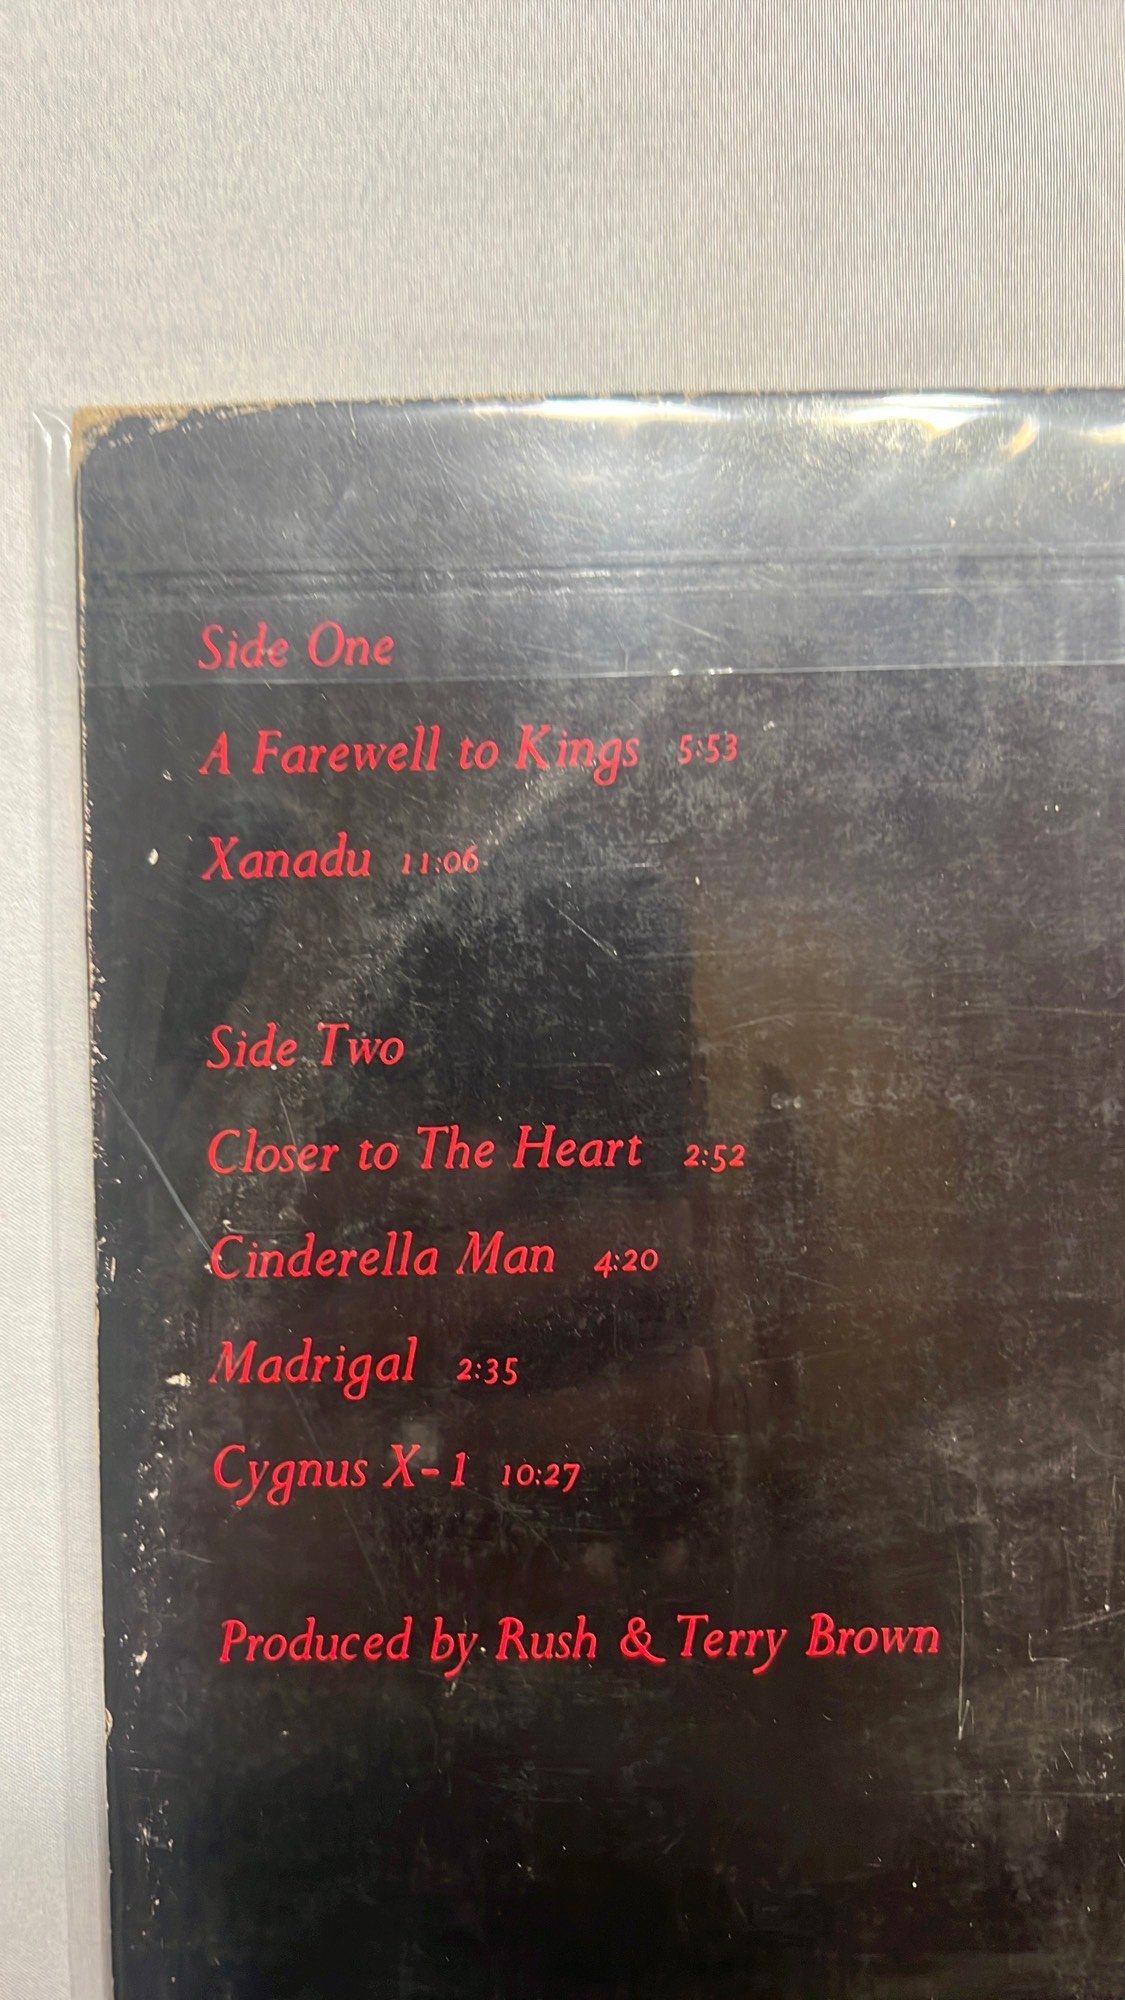 Side One
A Farewell to Kings 5:53
Xanadu 11:06
Side Two
Closer to The Heart 2:52
Cinderella Man 4:20
Madrigal 2:35
Cygnus X-1 10:27
Produced by Rush & Terry Brown